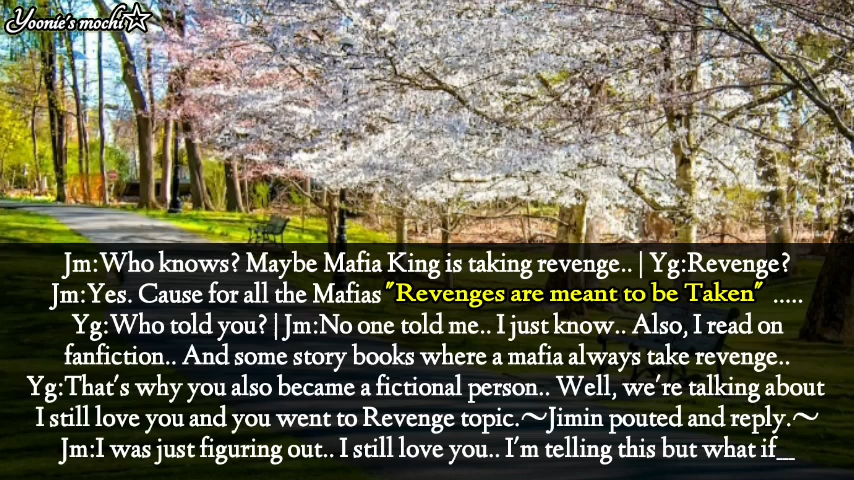 Yoonie's mochi☆
Jm:Who knows? Maybe Mafia King is taking revenge.. | Yg:Revenge?
Jm:Yes. Cause for all the Mafias "Revenges are meant to be Taken" .....
Yg:Who told you? | Jm:No one told me.. I just know.. Also, I read on
fanfiction.. And some story books where a mafia always take revenge..
Yg:That's why you also became a fictional person.. Well, we're talking about
I still love you and you went to Revenge topic.~Jimin pouted and reply.~
Jm:I was just figuring out.. I still love you.. I'm telling this but what if__